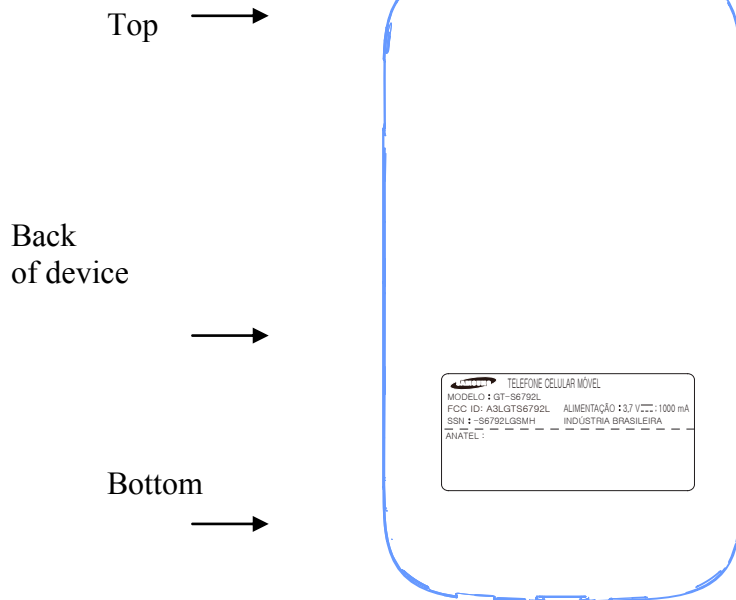 Top
Back
of device
TELEFONE CELULAR MÓVEL
MODELO : GT-S6792L
FCC ID: A3LGTS6792L ALIMENTAÇÃO : 3,7 V ⎓ : 1000 mA
SSN : -S6792LGSMH INDÚSTRIA BRASILEIRA
ANATEL :
Bottom